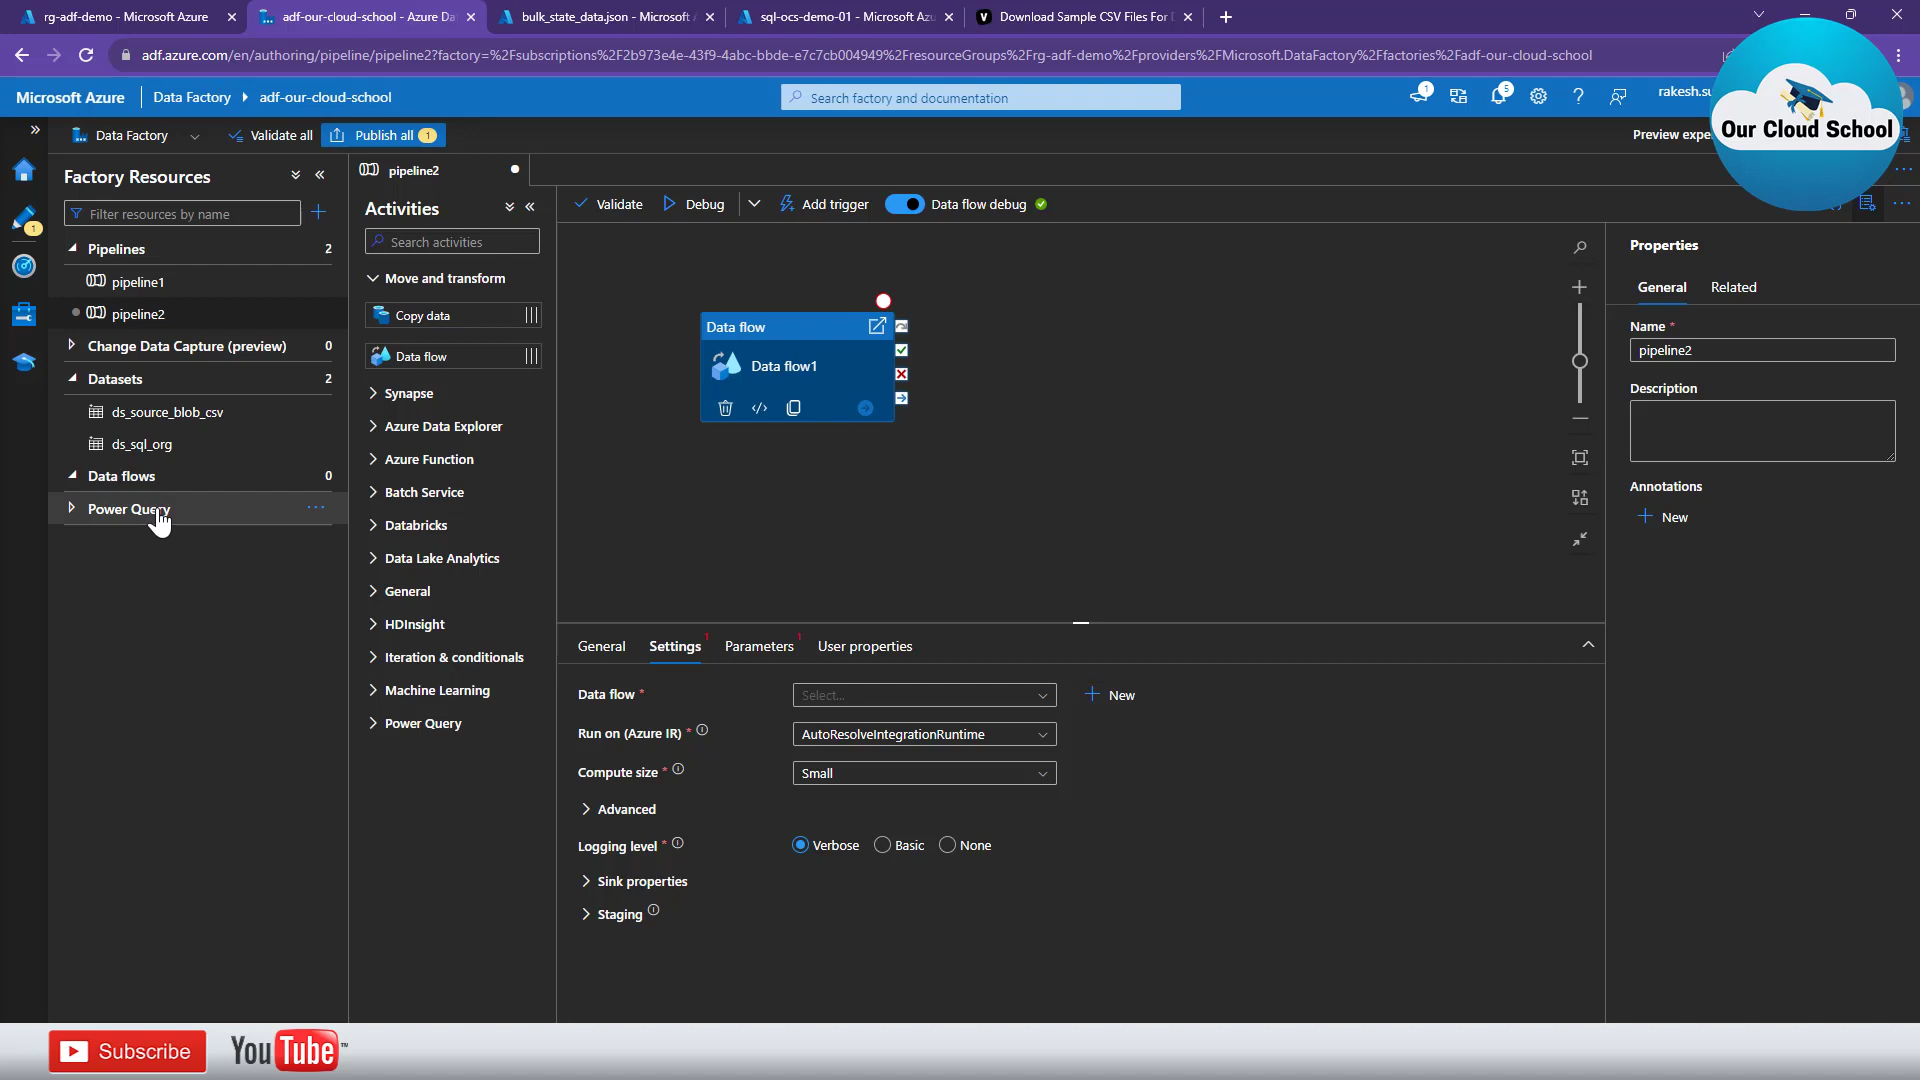 rg-adf-demo - Microsoft Azure
adf-our-cloud-school - Azure Da
bulk_state_data.json - Microsoft
sql-ocs-demo-01 - Microsoft Azu
Download Sample CSV Files For
adf.azure.com/en/authoring/pipeline/pipeline2?factory=%2Fsubscriptions%2F2b973e4e-43f9-4abc-bbde-e7c7cb004949%2FresourceGroups%2Frg-adf-demo%2Fproviders%2FMicrosoft.DataFactory%2Ffactories%2Fadf-our-cloud-school
Microsoft Azure
Data Factory
adf-our-cloud-school
Search factory and documentation
1
5
rakesh.su
Our Cloud School
Data Factory
Validate all
Publish all
1
Preview expe
Factory Resources
Filter resources by name
1
Pipelines 2
pipeline1
pipeline2
Change Data Capture (preview) 0
Datasets 2
ds_source_blob_csv
ds_sql_org
Data flows 0
Power Query
pipeline2
Activities
Search activities
Move and transform
Copy data
Data flow
Synapse
Azure Data Explorer
Azure Function
Batch Service
Databricks
Data Lake Analytics
General
HDInsight
Iteration & conditionals
Machine Learning
Power Query
Validate
Debug
Add trigger
Data flow debug
Data flow
Data flow1
General
Settings 1
Parameters 1
User properties
Data flow *
Select...
New
Run on (Azure IR) *
AutoResolveIntegrationRuntime
Compute size *
Small
Advanced
Logging level *
Verbose
Basic
None
Sink properties
Staging
Properties
General
Related
Name *
pipeline2
Description
Annotations
New
Subscribe
YouTube ™